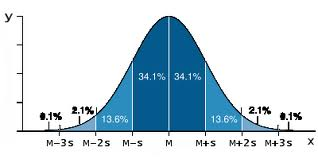 y
34.1% 34.1%
0.1% 2.1% 13.6% 13.6% 2.1% 0.1%
M-3s M-2s M-s M M+s M+2s M+3s x